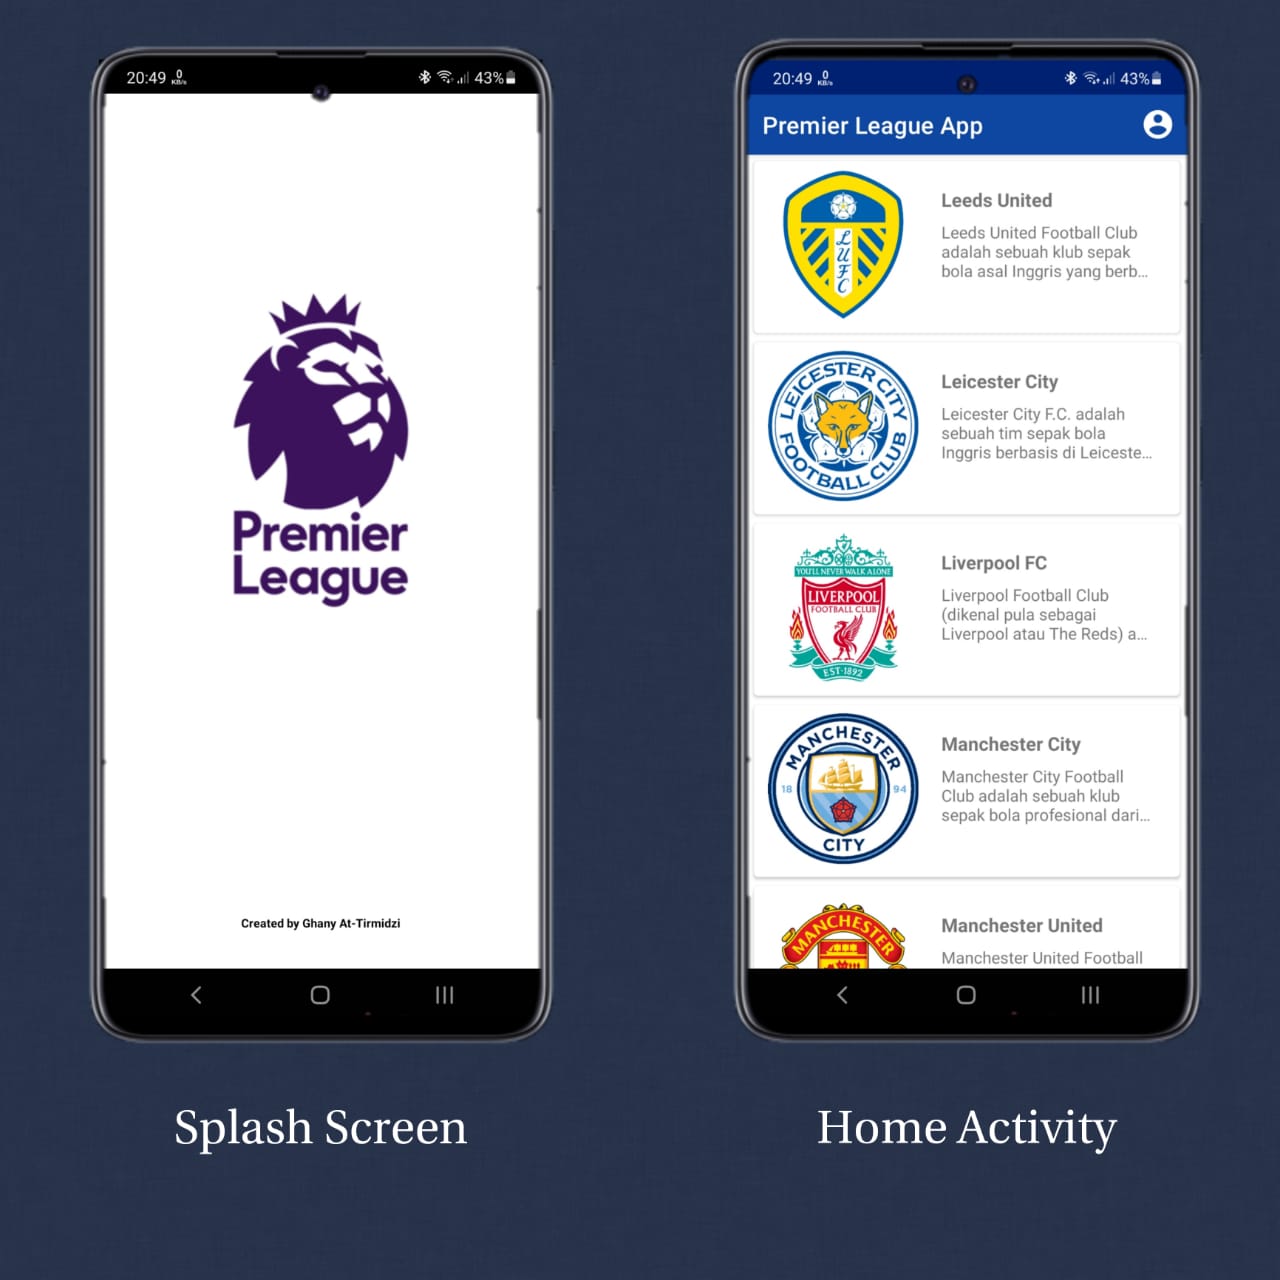 20:49 0 KB/s 43%
Premier
League
Created by Ghany At-Tirmidzi
Splash Screen
20:49 0 KB/s 43%
Premier League App
LUFC
Leeds United
Leeds United Football Club
adalah sebuah klub sepak
bola asal Inggris yang berb...
LEICESTER CITY
FOOTBALL CLUB
Leicester City
Leicester City F.C. adalah
sebuah tim sepak bola
Inggris berbasis di Leiceste...
YOU'LL NEVER WALK ALONE
LIVERPOOL
FOOTBALL CLUB
EST·1892
Liverpool FC
Liverpool Football Club
(dikenal pula sebagai
Liverpool atau The Reds) a...
MANCHESTER
18 94
CITY
Manchester City
Manchester City Football
Club adalah sebuah klub
sepak bola profesional dari...
MANCHESTER
Manchester United
Manchester United Football
Home Activity